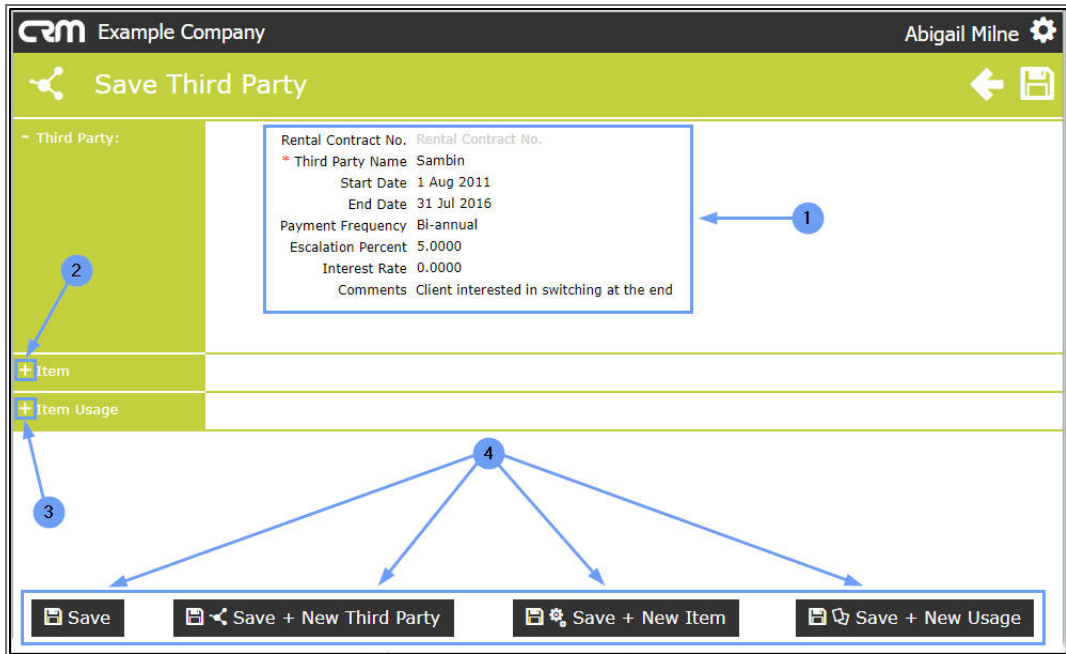 CRM Example Company
Abigail Milne
Save Third Party
- Third Party:
Rental Contract No. Rental Contract No.
* Third Party Name Sambin
Start Date 1 Aug 2011
End Date 31 Jul 2016
Payment Frequency Bi-annual
Escalation Percent 5.0000
Interest Rate 0.0000
Comments Client interested in switching at the end
1
2
+ Item
+ Item Usage
3
4
Save
Save + New Third Party
Save + New Item
Save + New Usage